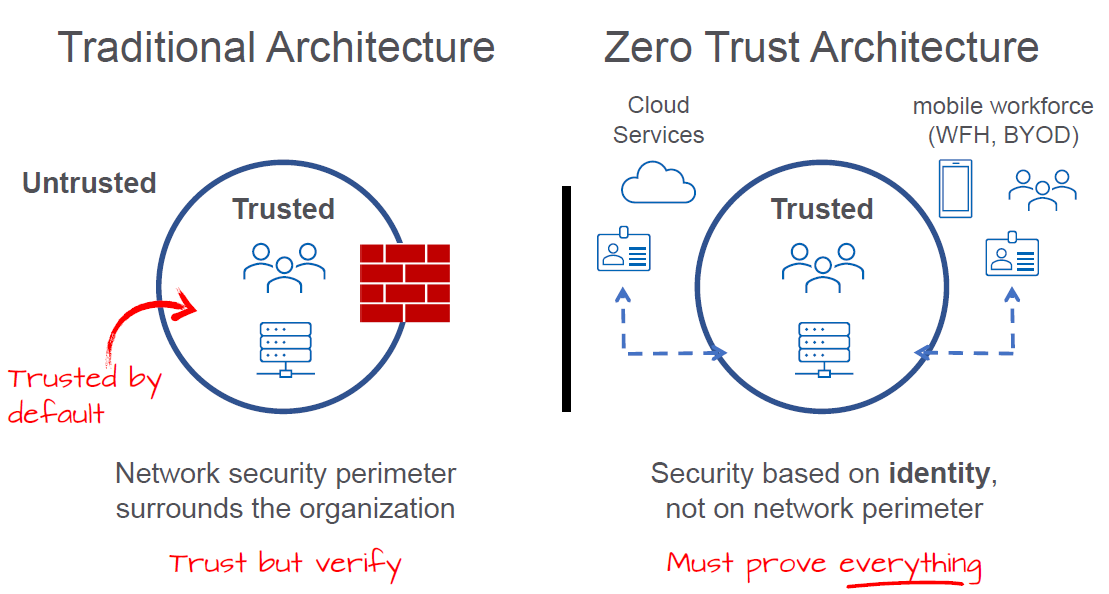 Traditional Architecture
Untrusted
Trusted
Trusted by
default
Network security perimeter
surrounds the organization
Trust but verify
Zero Trust Architecture
Cloud
Services
mobile workforce
(WFH, BYOD)
Trusted
Security based on identity,
not on network perimeter
Must prove everything